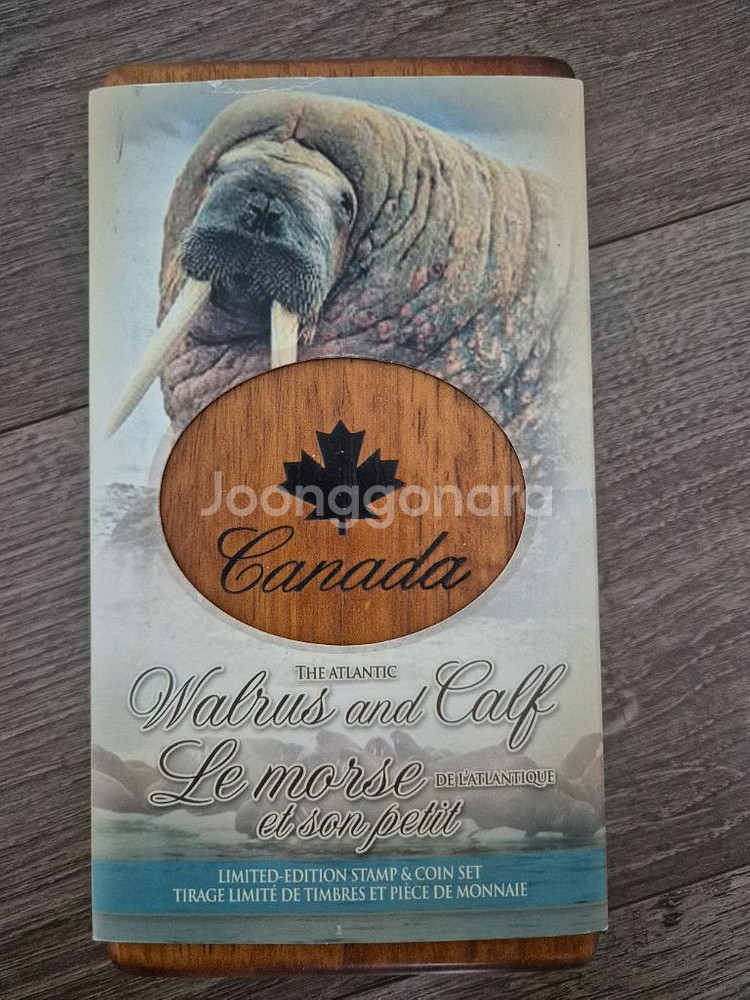 Joonggonara
Canada
THE ATLANTIC
Walrus and Calf
Le morse DE L'ATLANTIQUE
et son petit
LIMITED-EDITION STAMP & COIN SET
TIRAGE LIMITÉ DE TIMBRES ET PIÈCE DE MONNAIE